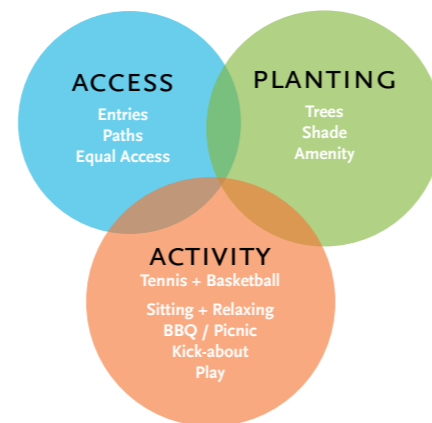 ACCESS
Entries
Paths
Equal Access
PLANTING
Trees
Shade
Amenity
ACTIVITY
Tennis + Basketball
Sitting + Relaxing
BBQ / Picnic
Kick-about
Play